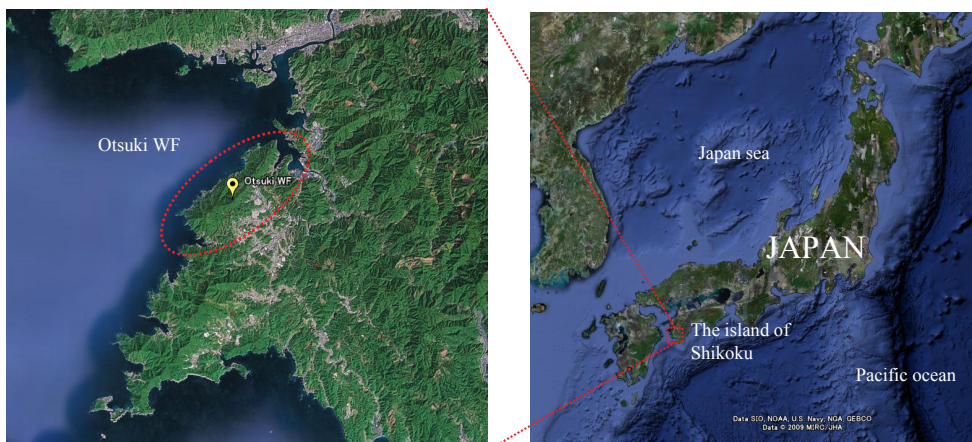 Otsuki WF
Otsuki WF
Japan sea
JAPAN
The island of
Shikoku
Pacific ocean
Data SIO, NOAA, U.S. Navy, NGA, GEBCO
Data © 2009 MIRC/JHA